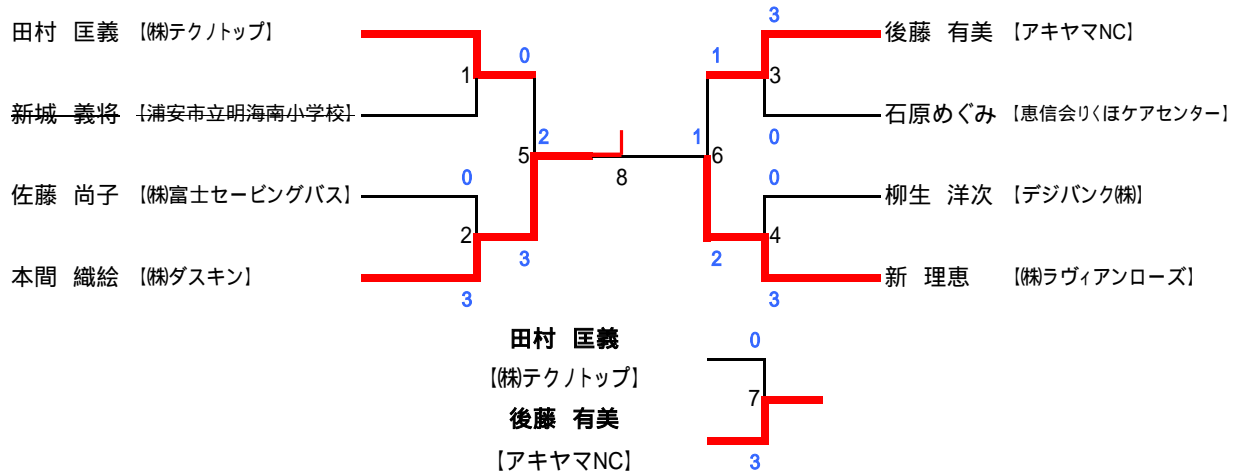 田村 匡義 【㈱テクノトップ】
新城 義将 【浦安市立明海南小学校】
佐藤 尚子 【㈱富士セービングバス】
本間 織絵 【㈱ダスキン】
1
0
2
0
3
5
2
3
8
3
後藤 有美 【アキヤマNC】
1
3
石原めぐみ 【恵信会りくほケアセンター】
0
1
6
0
柳生 洋次 【デジバンク㈱】
4
2
新 理恵 【㈱ラヴィアンローズ】
3
田村 匡義
【㈱テクノトップ】
0
7
後藤 有美
【アキヤマNC】
3